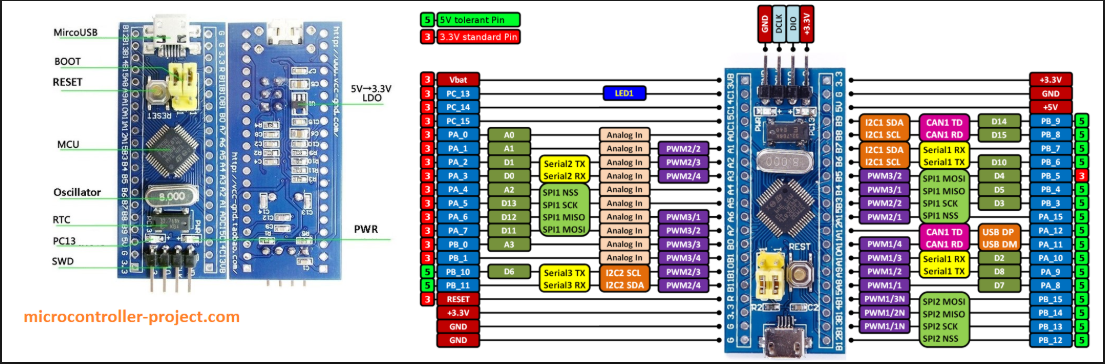 MircoUSB
BOOT
RESET
MCU
Oscillator
RTC
PC13
SWD
5V→3.3V
LDO
PWR
microcontroller-project.com
5 5V tolerant Pin
3 3.3V standard Pin
GND DCLK DIO +3.3V
3 Vbat
3 PC_13 LED1
3 PC_14
3 PC_15
3 PA_0 A0 Analog In
3 PA_1 A1 Analog In PWM2/2
3 PA_2 D1 Serial2 TX Analog In PWM2/3
3 PA_3 D0 Serial2 RX Analog In PWM2/4
3 PA_4 A2 SPI1 NSS Analog In
3 PA_5 D13 SPI1 SCK Analog In
3 PA_6 D12 SPI1 MISO Analog In PWM3/1
3 PA_7 D11 SPI1 MOSI Analog In PWM3/2
3 PB_0 A3 Analog In PWM3/3
3 PB_1 Analog In PWM3/4
5 PB_10 D6 Serial3 TX I2C2 SCL PWM2/3
5 PB_11 Serial3 RX I2C2 SDA PWM2/4
3 RESET
+3.3V
GND
GND
+3.3V
GND
+5V
I2C1 SDA CAN1 TD D14 PB_9 5
I2C1 SCL CAN1 RD D15 PB_8 5
I2C1 SDA Serial1 RX PB_7 5
I2C1 SCL Serial1 TX D10 PB_6 5
PWM3/2 SPI1 MOSI D4 PB_5 3
PWM3/1 SPI1 MISO D5 PB_4 5
PWM2/2 SPI1 SCK D3 PB_3 5
PWM2/1 SPI1 NSS PA_15 5
CAN1 TD USB DP PA_12 5
PWM1/4 CAN1 RD USB DM PA_11 5
PWM1/3 Serial1 RX D2 PA_10 5
PWM1/2 Serial1 TX D8 PA_9 5
PWM1/1 D7 PA_8 5
PWM1/3N SPI2 MOSI PB_15 5
PWM1/2N SPI2 MISO PB_14 5
PWM1/1N SPI2 SCK PB_13 5
SPI2 NSS PB_12 5
8.000
REST